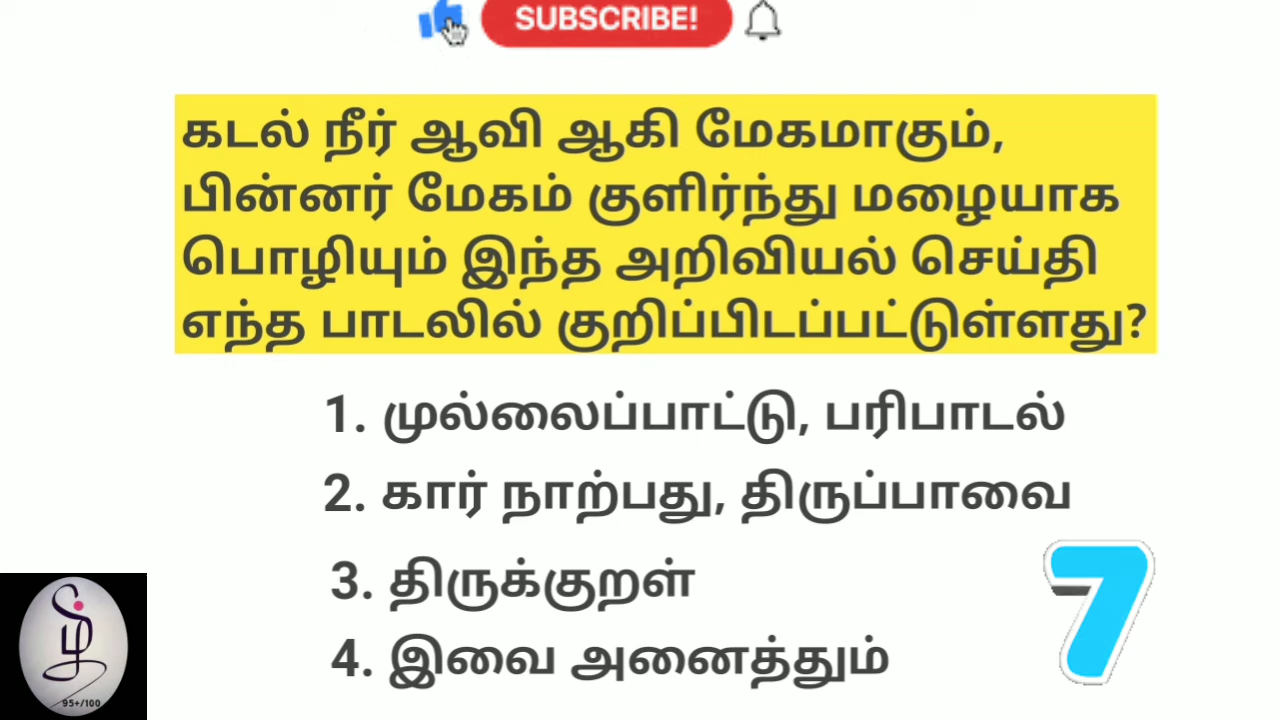 SUBSCRIBE!
கடல் நீர் ஆவி ஆகி மேகமாகும்,
பின்னர் மேகம் குளிர்ந்து மழையாக
பொழியும் இந்த அறிவியல் செய்தி
எந்த பாடலில் குறிப்பிடப்பட்டுள்ளது?
1. முல்லைப்பாட்டு, பரிபாடல்
2. கார் நாற்பது, திருப்பாவை
3. திருக்குறள்
4. இவை அனைத்தும்
7
95+/100